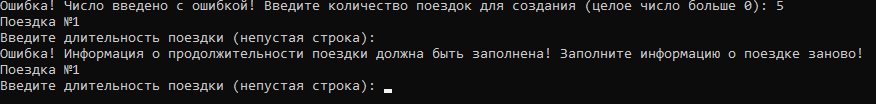 Ошибка! Число введено с ошибкой! Введите количество поездок для создания (целое число больше 0): 5
Поездка №1
Введите длительность поездки (непустая строка):
Ошибка! Информация о продолжительности поездки должна быть заполнена! Заполните информацию о поездке заново!
Поездка №1
Введите длительность поездки (непустая строка):